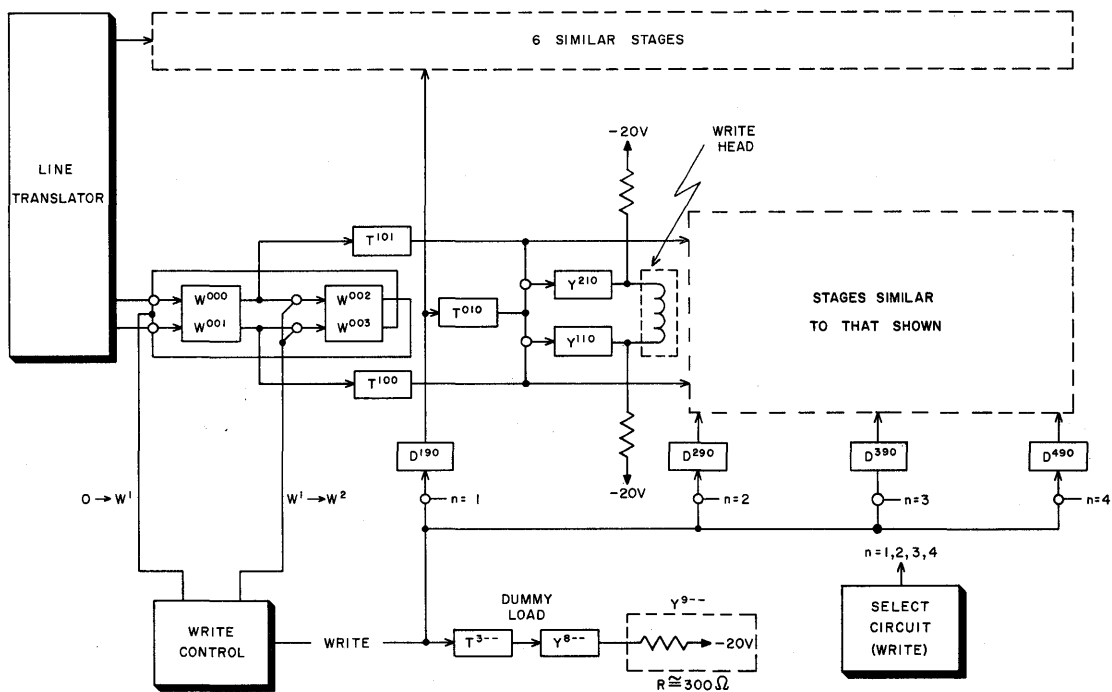 6 SIMILAR STAGES
LINE
TRANSLATOR
-20V
WRITE
HEAD
T¹⁰¹
W⁰⁰⁰
W⁰⁰¹
W⁰⁰²
W⁰⁰³
T⁰¹⁰
Y²¹⁰
Y¹¹⁰
STAGES SIMILAR
TO THAT SHOWN
T¹⁰⁰
D¹⁹⁰
D²⁹⁰
D³⁹⁰
D⁴⁹⁰
-20V
O → W¹
W¹ → W²
n = 1
n=2
n=3
n=4
n=1,2,3,4
WRITE
CONTROL
WRITE
DUMMY
LOAD
T³⁻⁻
Y⁸⁻⁻
Y⁹⁻⁻
-20V
R ≅ 300 Ω
SELECT
CIRCUIT
(WRITE)